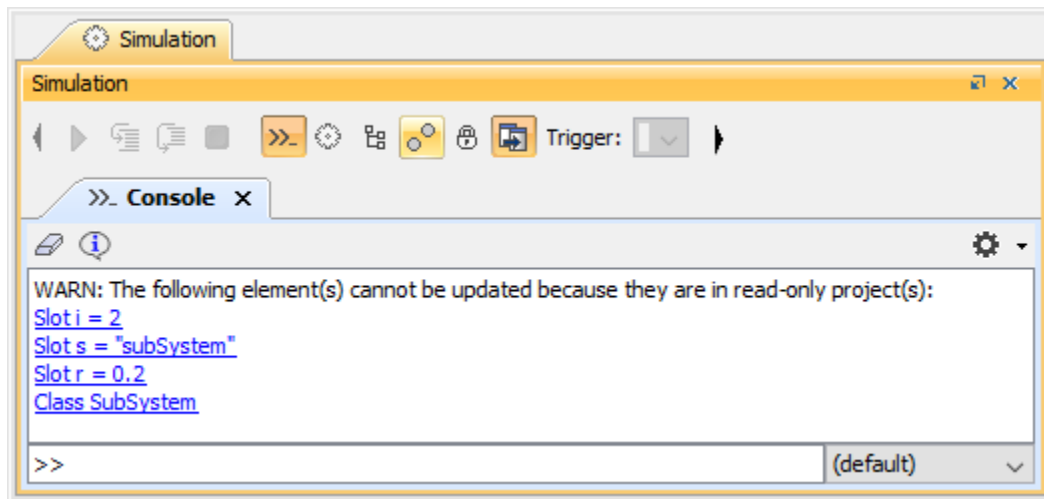 Simulation
Simulation
Trigger:
>>_ Console
WARN: The following element(s) cannot be updated because they are in read-only project(s):
Slot i = 2
Slot s = "subSystem"
Slot r = 0.2
Class SubSystem
>> (default)